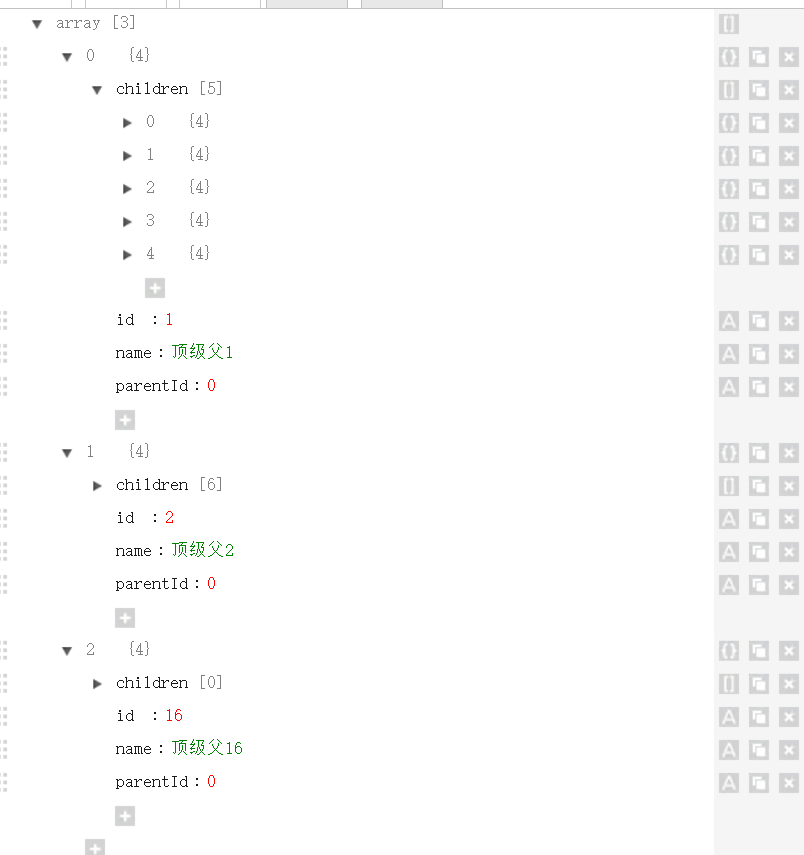 array [3]
0 {4}
children [5]
0 {4}
1 {4}
2 {4}
3 {4}
4 {4}
id : 1
name : 顶级父1
parentId : 0
1 {4}
children [6]
id : 2
name : 顶级父2
parentId : 0
2 {4}
children [0]
id : 16
name : 顶级父16
parentId : 0